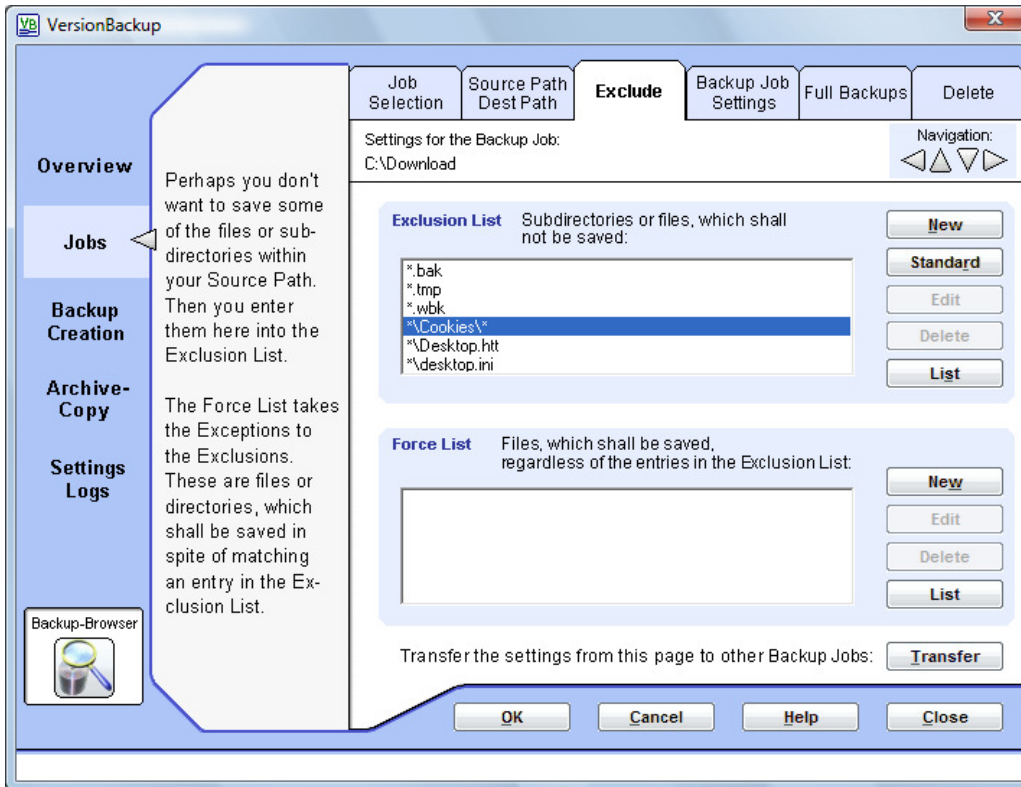 VB VersionBackup
Overview
Jobs
Backup
Creation
Archive-
Copy
Settings
Logs
Backup-Browser
Perhaps you don't
want to save some
of the files or sub-
directories within
your Source Path.
Then you enter
them here into the
Exclusion List.
The Force List takes
the Exceptions to
the Exclusions.
These are files or
directories, which
shall be saved in
spite of matching
an entry in the Ex-
clusion List.
Job
Selection
Source Path
Dest Path
Exclude
Backup Job
Settings
Full Backups
Delete
Settings for the Backup Job:
C:\Download
Navigation:
Exclusion List Subdirectories or files, which shall
not be saved:
*.bak
*.tmp
*.wbk
*\Cookies\*
*\Desktop.htt
*\desktop.ini
New
Standard
Edit
Delete
List
Force List Files, which shall be saved,
regardless of the entries in the Exclusion List:
New
Edit
Delete
List
Transfer the settings from this page to other Backup Jobs: Transfer
OK Cancel Help Close